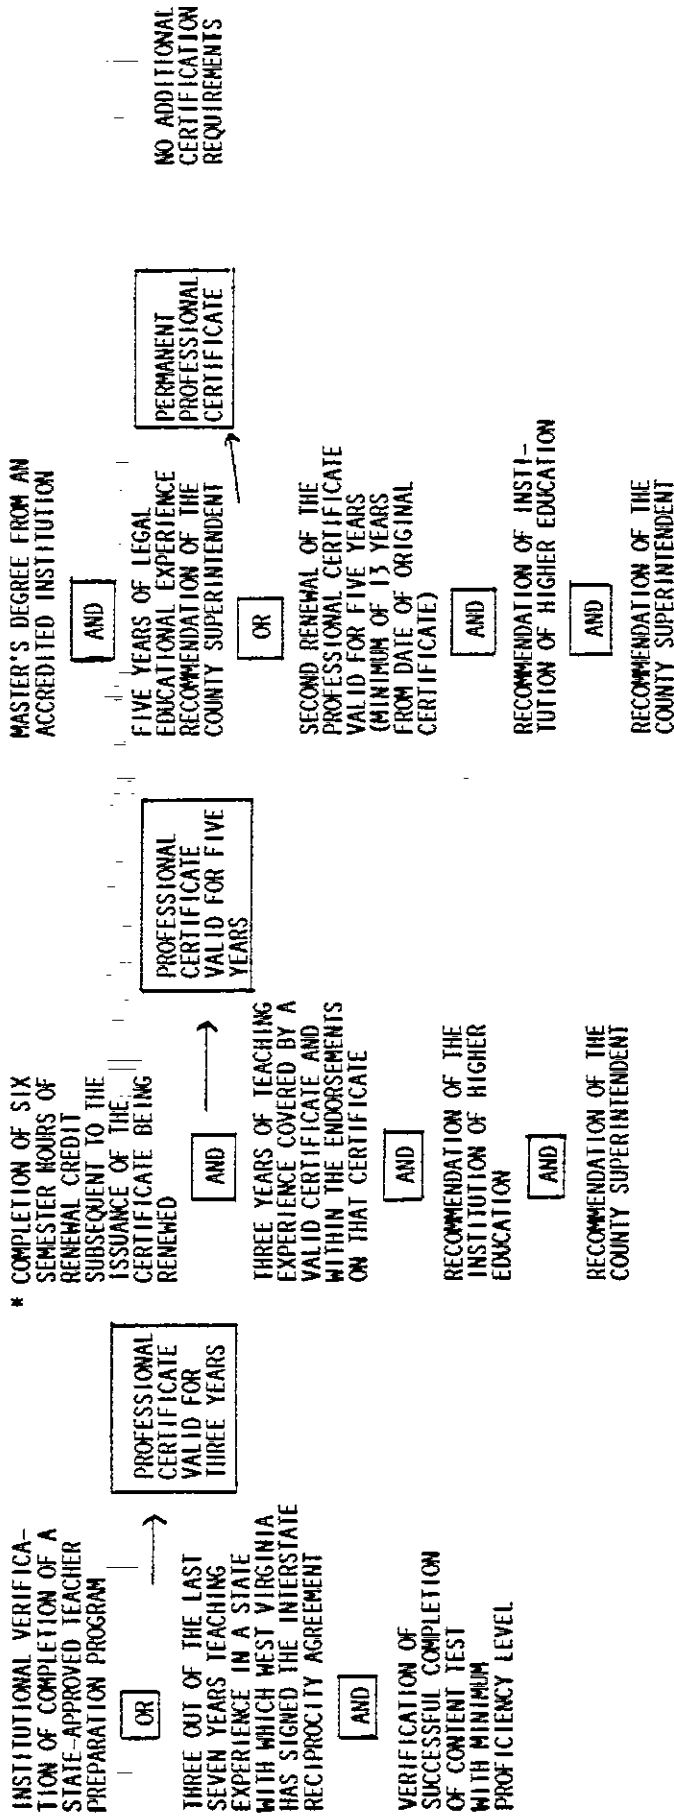 INSTITUTIONAL VERIFICA-
TION OF COMPLETION OF A
STATE-APPROVED TEACHER
PREPARATION PROGRAM
OR
THREE OUT OF THE LAST
SEVEN YEARS TEACHING
EXPERIENCE IN A STATE
WITH WHICH WEST VIRGINIA
HAS SIGNED THE INTERSTATE
RECIPROCITY AGREEMENT
AND
VERIFICATION OF
SUCCESSFUL COMPLETION
OF CONTENT TEST
WITH MINIMUM
PROFICIENCY LEVEL
PROFESSIONAL
CERTIFICATE
VALID FOR
THREE YEARS
* COMPLETION OF SIX
SEMESTER HOURS OF
RENEWAL CREDIT
SUBSEQUENT TO THE
ISSUANCE OF THE
CERTIFICATE BEING
RENEWED
AND
THREE YEARS OF TEACHING
EXPERIENCE COVERED BY A
VALID CERTIFICATE AND
WITHIN THE ENDORSEMENTS
ON THAT CERTIFICATE
AND
RECOMMENDATION OF THE
INSTITUTION OF HIGHER
EDUCATION
AND
RECOMMENDATION OF THE
COUNTY SUPERINTENDENT
PROFESSIONAL
CERTIFICATE
VALID FOR FIVE
YEARS
MASTER'S DEGREE FROM AN
ACCREDITED INSTITUTION
AND
FIVE YEARS OF LEGAL
EDUCATIONAL EXPERIENCE
RECOMMENDATION OF THE
COUNTY SUPERINTENDENT
OR
SECOND RENEWAL OF THE
PROFESSIONAL CERTIFICATE
VALID FOR FIVE YEARS
(MINIMUM OF 13 YEARS
FROM DATE OF ORIGINAL
CERTIFICATE)
AND
RECOMMENDATION OF INSTI-
TUTION OF HIGHER EDUCATION
AND
RECOMMENDATION OF THE
COUNTY SUPERINTENDENT
PERMANENT
PROFESSIONAL
CERTIFICATE
NO ADDITIONAL
CERTIFICATION
REQUIREMENTS